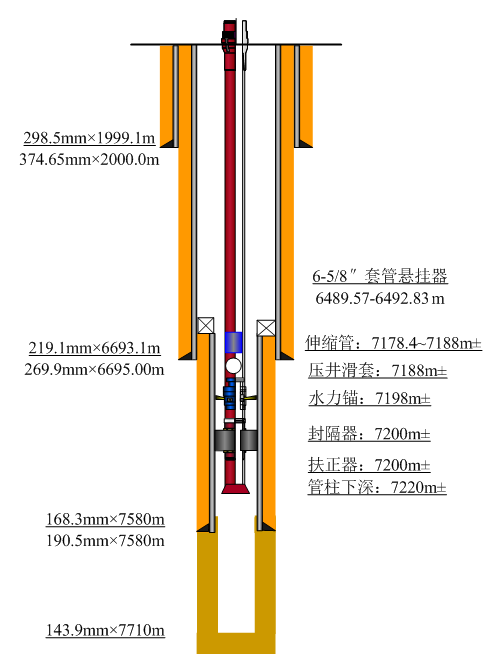 298.5mm×1999.1m
374.65mm×2000.0m
6-5/8″套管悬挂器
6489.57-6492.83m
219.1mm×6693.1m
269.9mm×6695.00m
伸缩管：7178.4~7188m±
压井滑套：7188m±
水力锚：7198m±
封隔器：7200m±
扶正器：7200m±
管柱下深：7220m±
168.3mm×7580m
190.5mm×7580m
143.9mm×7710m